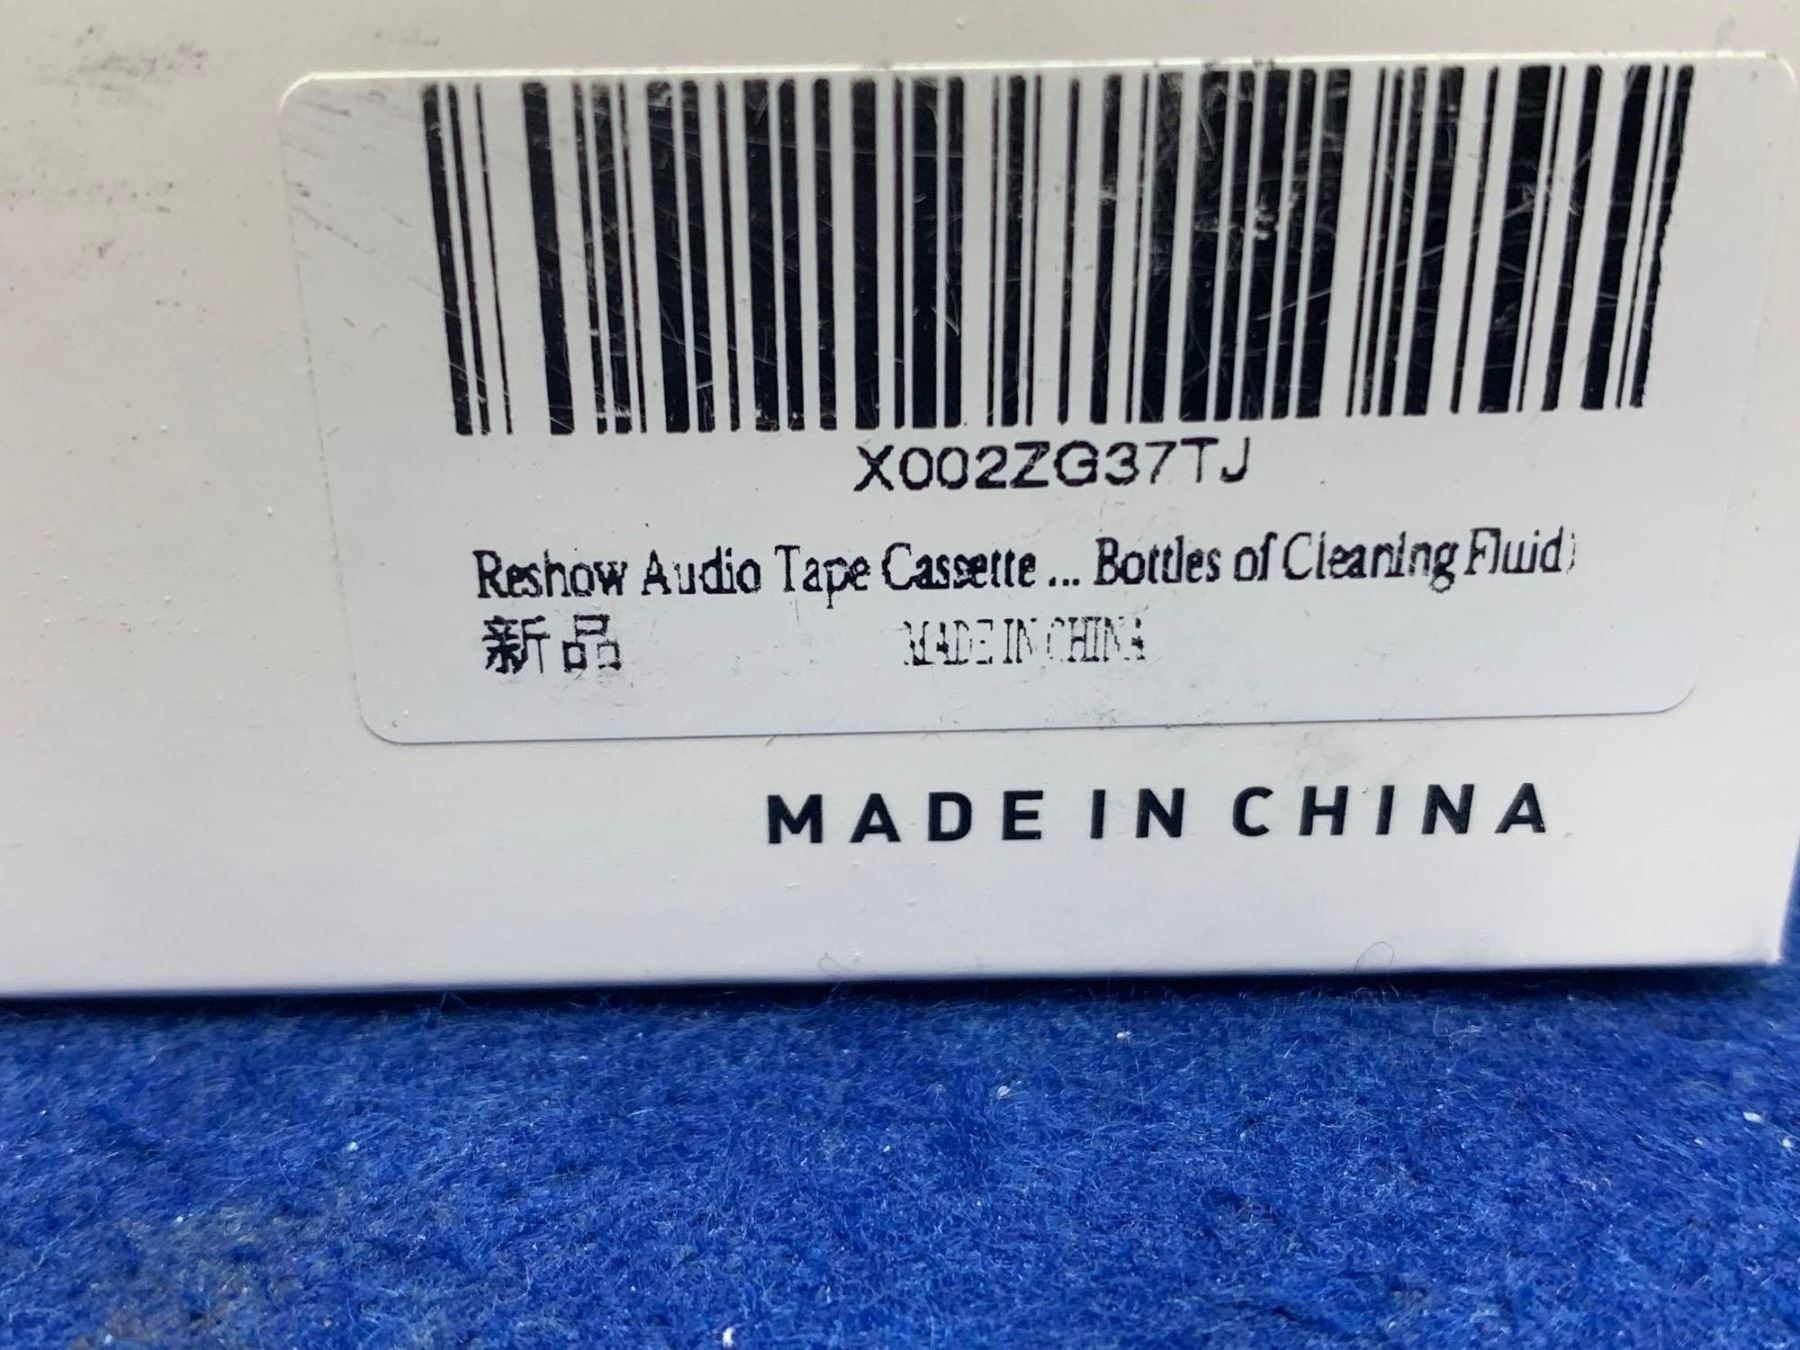 X002ZG37TJ
Reshow Audio Tape Cassette ... Bottles of Cleaning Fluid)
新品 MADE IN CHINA
MADE IN CHINA